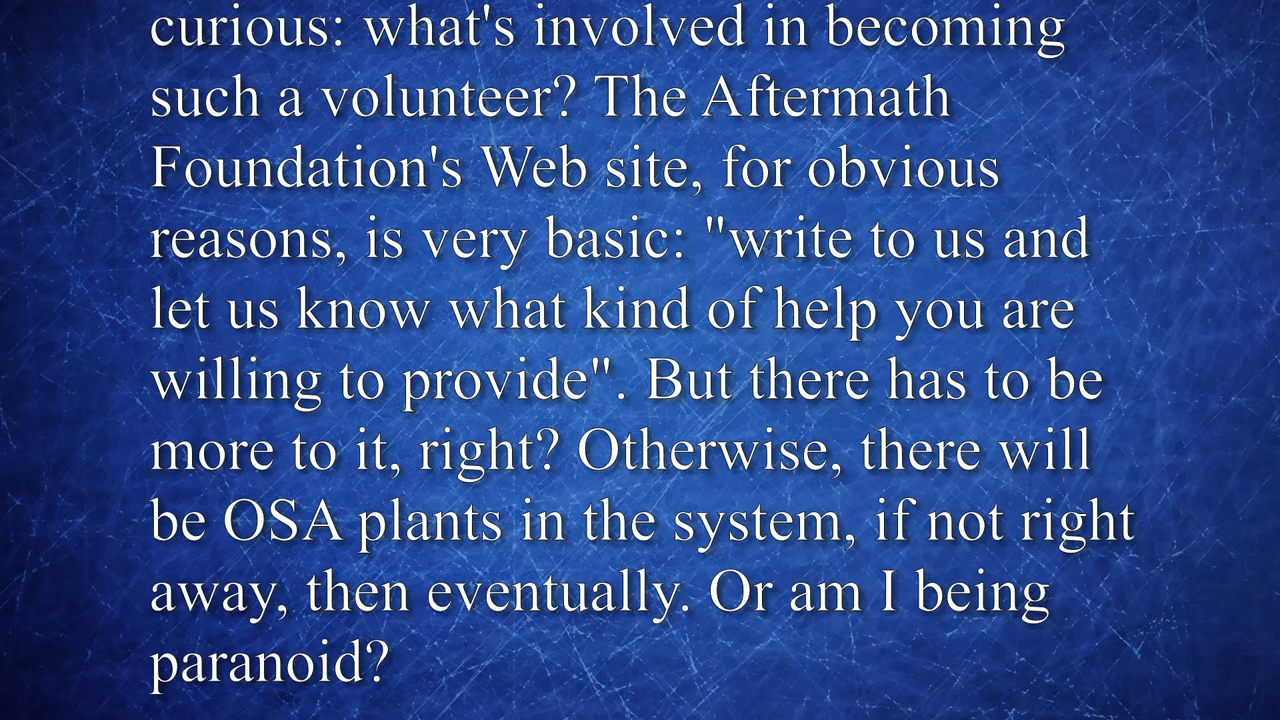 curious: what's involved in becoming
such a volunteer? The Aftermath
Foundation's Web site, for obvious
reasons, is very basic: "write to us and
let us know what kind of help you are
willing to provide". But there has to be
more to it, right? Otherwise, there will
be OSA plants in the system, if not right
away, then eventually. Or am I being
paranoid?